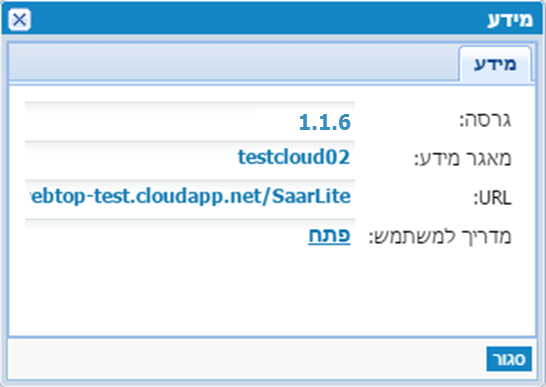 מידע
מידע
גרסה: 1.1.6
מאגר מידע: testcloud02
URL: ebtop-test.cloudapp.net/SaarLite
מדריך למשתמש: פתח
סגור